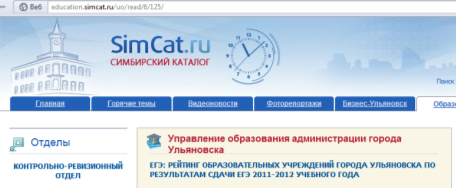 Веб
education.simcat.ru/uo/read/6/125/
SimCat.ru
СИМБИРСКИЙ КАТАЛОГ
Поиск
Главная
Горячие темы
Видеоновости
Фоторепортажи
Бизнес-Ульяновск
Образо
Отделы
КОНТРОЛЬНО-РЕВИЗИОННЫЙ
ОТДЕЛ
Управление образования администрации города
Ульяновска
ЕГЭ: РЕЙТИНГ ОБРАЗОВАТЕЛЬНЫХ УЧРЕЖДЕНИЙ ГОРОДА УЛЬЯНОВСКА ПО
РЕЗУЛЬТАТАМ СДАЧИ ЕГЭ 2011-2012 УЧЕБНОГО ГОДА